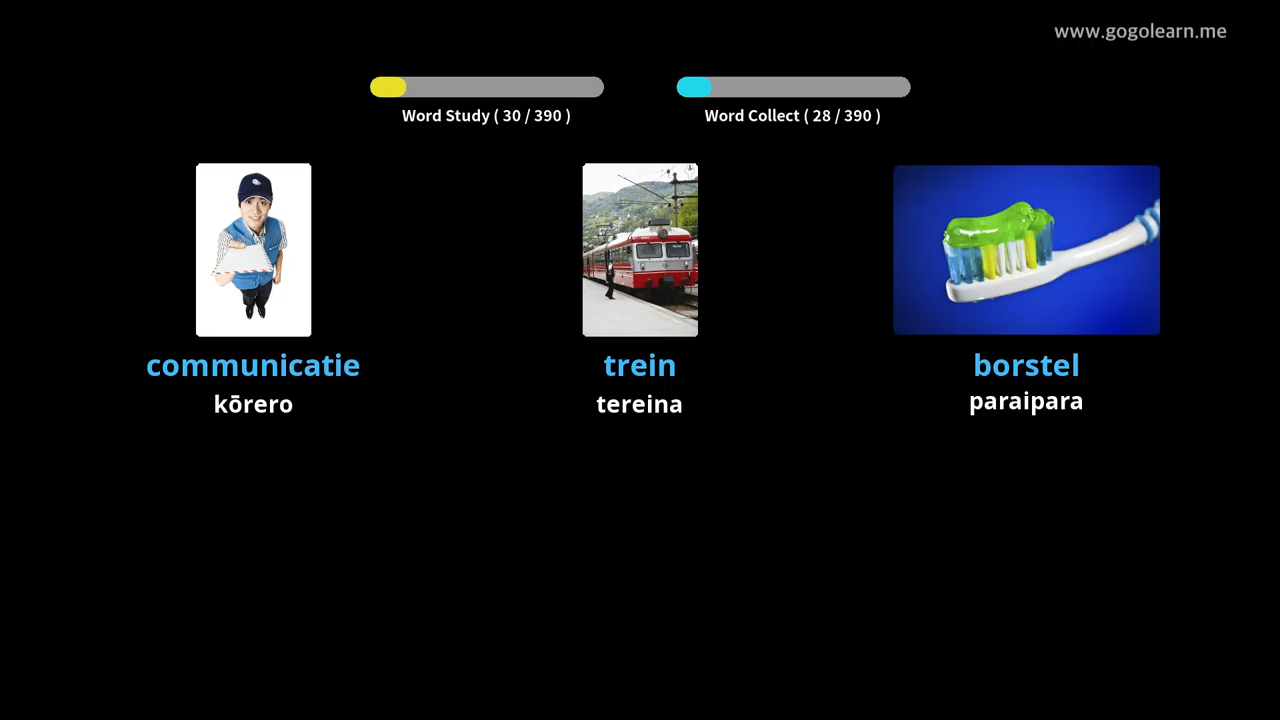 www.gogolearn.me
Word Study ( 30 / 390 )
Word Collect ( 28 / 390 )
communicatie
kōrero
trein
tereina
borstel
paraipara